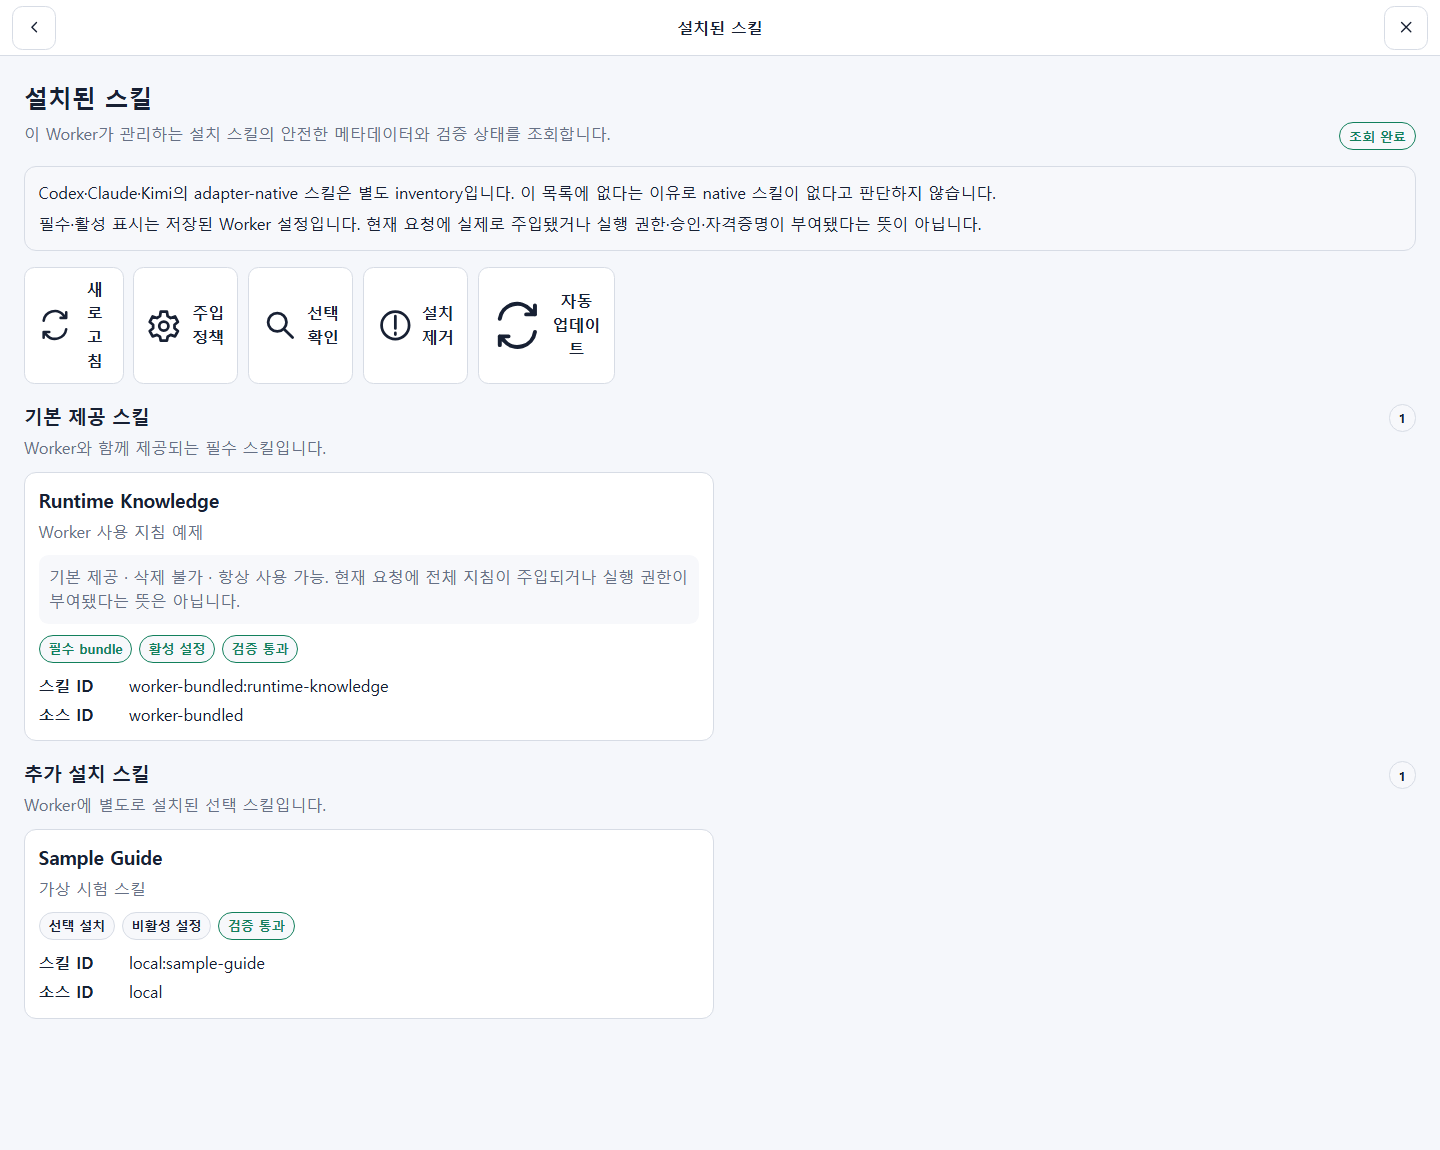 설치된 스킬
설치된 스킬
이 Worker가 관리하는 설치 스킬의 안전한 메타데이터와 검증 상태를 조회합니다.
조회 완료
Codex·Claude·Kimi의 adapter-native 스킬은 별도 inventory입니다. 이 목록에 없다는 이유로 native 스킬이 없다고 판단하지 않습니다.
필수·활성 표시는 저장된 Worker 설정입니다. 현재 요청에 실제로 주입됐거나 실행 권한·승인·자격증명이 부여됐다는 뜻이 아닙니다.
새
로
고
침
주입
정책
선택
확인
설치
제거
자동
업데이
트
기본 제공 스킬
1
Worker와 함께 제공되는 필수 스킬입니다.
Runtime Knowledge
Worker 사용 지침 예제
기본 제공 · 삭제 불가 · 항상 사용 가능. 현재 요청에 전체 지침이 주입되거나 실행 권한이
부여됐다는 뜻은 아닙니다.
필수 bundle 활성 설정 검증 통과
스킬 ID worker-bundled:runtime-knowledge
소스 ID worker-bundled
추가 설치 스킬
1
Worker에 별도로 설치된 선택 스킬입니다.
Sample Guide
가상 시험 스킬
선택 설치 비활성 설정 검증 통과
스킬 ID local:sample-guide
소스 ID local